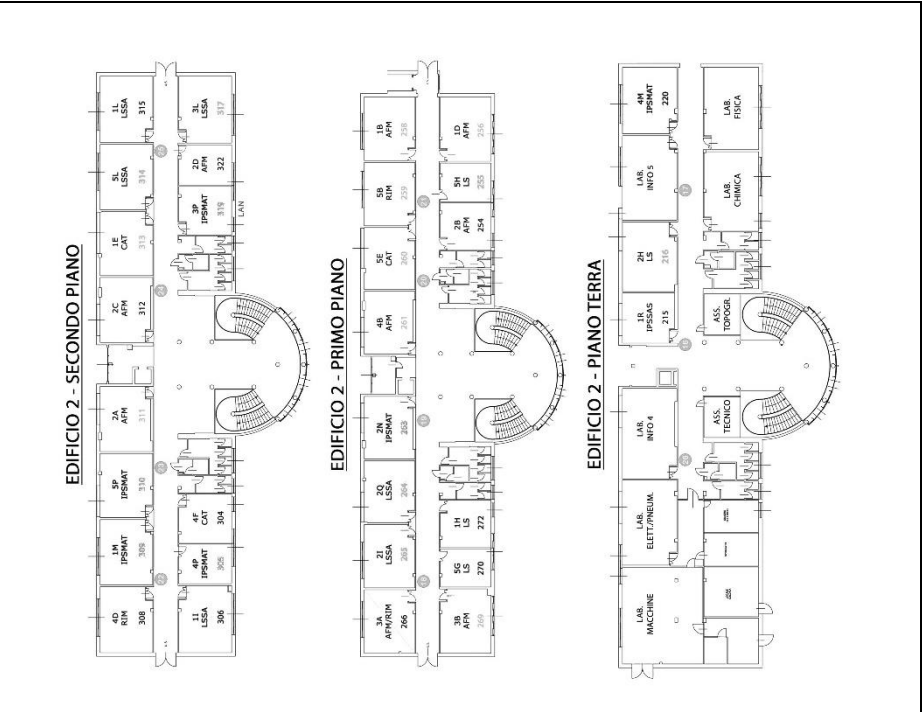 EDIFICIO 2 - SECONDO PIANO
1L
LSSA
315
5L
LSSA
314
1E
CAT
313
2C
AFM
312
2A
AFM
311
5P
IPSMAT
310
1M
IPSMAT
309
4D
RIM
308
3L
LSSA
317
2D
AFM
322
3P
IPSMAT
319
LAN
4F
CAT
304
4P
IPSMAT
305
1I
LSSA
306
EDIFICIO 2 - PRIMO PIANO
1B
AFM
258
5B
RIM
259
5E
CAT
260
4B
AFM
261
2N
IPSMAT
263
2Q
LSSA
264
2I
LSSA
265
3A
AFM/RIM
266
1D
AFM
256
5H
LS
255
2B
AFM
254
1H
LS
272
5G
LS
270
3B
AFM
269
EDIFICIO 2 - PIANO TERRA
4M
IPSMAT
220
LAB.
INFO 5
2H
LS
216
1R
IPSSAS
215
LAB.
INFO 4
LAB.
ELETT./PNEUM.
LAB.
MACCHINE
LAB.
FISICA
LAB.
CHIMICA
ASS.
TOPOGR.
ASS.
TECNICO